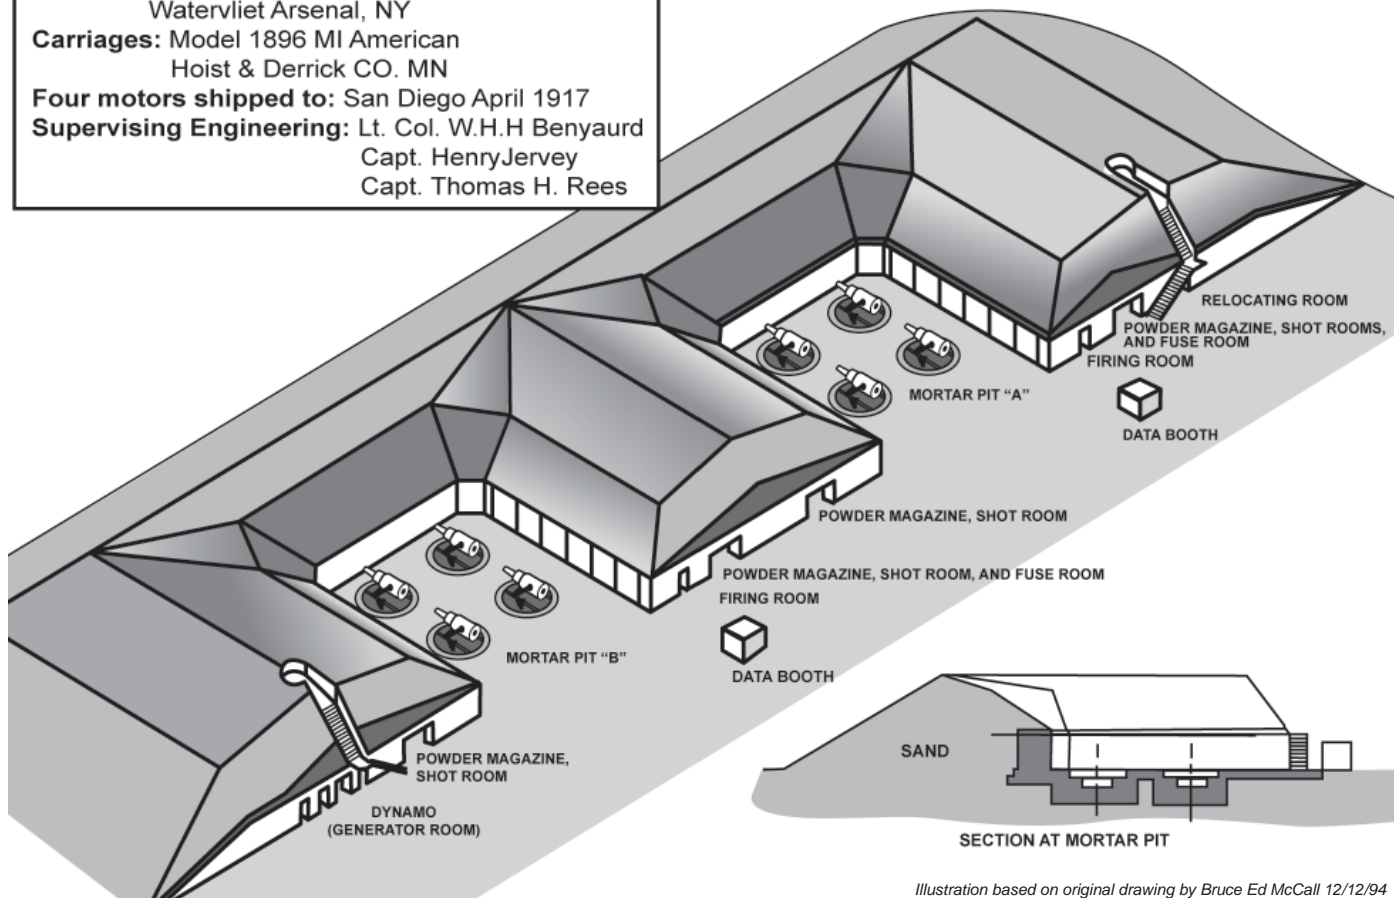 Watervliet Arsenal, NY
Carriages: Model 1896 MI American
Hoist & Derrick CO. MN
Four motors shipped to: San Diego April 1917
Supervising Engineering: Lt. Col. W.H.H Benyaurd
Capt. HenryJervey
Capt. Thomas H. Rees
RELOCATING ROOM
POWDER MAGAZINE, SHOT ROOMS,
AND FUSE ROOM
FIRING ROOM
MORTAR PIT “A”
DATA BOOTH
POWDER MAGAZINE, SHOT ROOM
POWDER MAGAZINE, SHOT ROOM, AND FUSE ROOM
FIRING ROOM
MORTAR PIT “B”
DATA BOOTH
POWDER MAGAZINE,
SHOT ROOM
DYNAMO
(GENERATOR ROOM)
SAND
SECTION AT MORTAR PIT
Illustration based on original drawing by Bruce Ed McCall 12/12/94